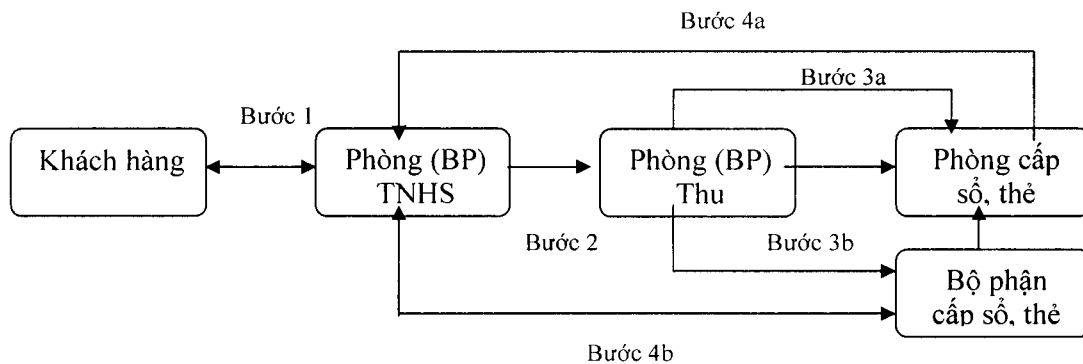 Bước 4a
Bước 3a
Bước 1
Khách hàng
Phòng (BP)
TNHS
Phòng (BP)
Thu
Phòng cấp
sổ, thẻ
Bước 2
Bước 3b
Bộ phận
cấp sổ, thẻ
Bước 4b